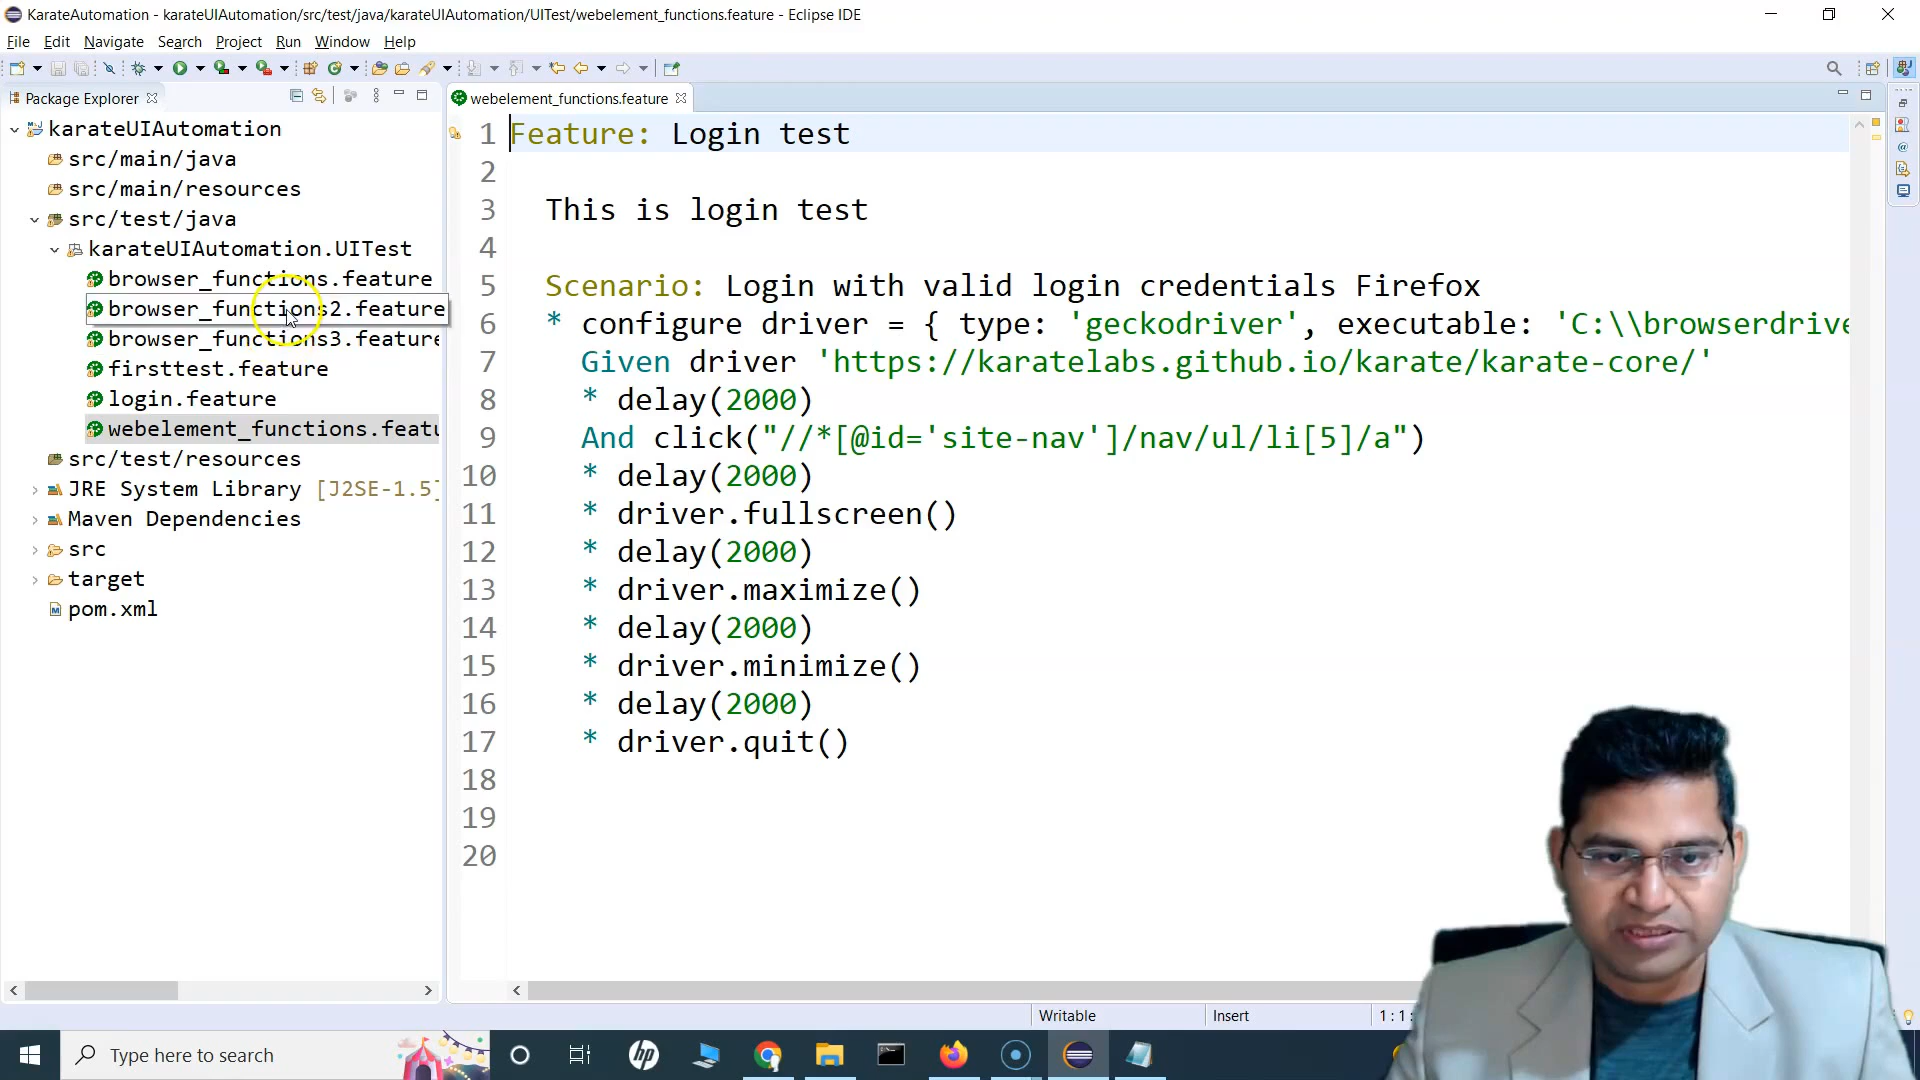 KarateAutomation - karateUIAutomation/src/test/java/karateUIAutomation/UITest/webelement_functions.feature - Eclipse IDE
File Edit Navigate Search Project Run Window Help
Package Explorer
webelement_functions.feature
karateUIAutomation
src/main/java
src/main/resources
src/test/java
karateUIAutomation.UITest
browser_functions.feature
browser_functions2.feature
browser_functions3.feature
firsttest.feature
login.feature
webelement_functions.featu
src/test/resources
JRE System Library [J2SE-1.5]
Maven Dependencies
src
target
pom.xml
1 Feature: Login test
2
3 This is login test
4
5 Scenario: Login with valid login credentials Firefox
6 * configure driver = { type: 'geckodriver', executable: 'C:\\browserdrive
7 Given driver 'https://karatelabs.github.io/karate/karate-core/'
8 * delay(2000)
9 And click("//*[@id='site-nav']/nav/ul/li[5]/a")
10 * delay(2000)
11 * driver.fullscreen()
12 * delay(2000)
13 * driver.maximize()
14 * delay(2000)
15 * driver.minimize()
16 * delay(2000)
17 * driver.quit()
18
19
20
Writable Insert 1:1:
Type here to search
hp